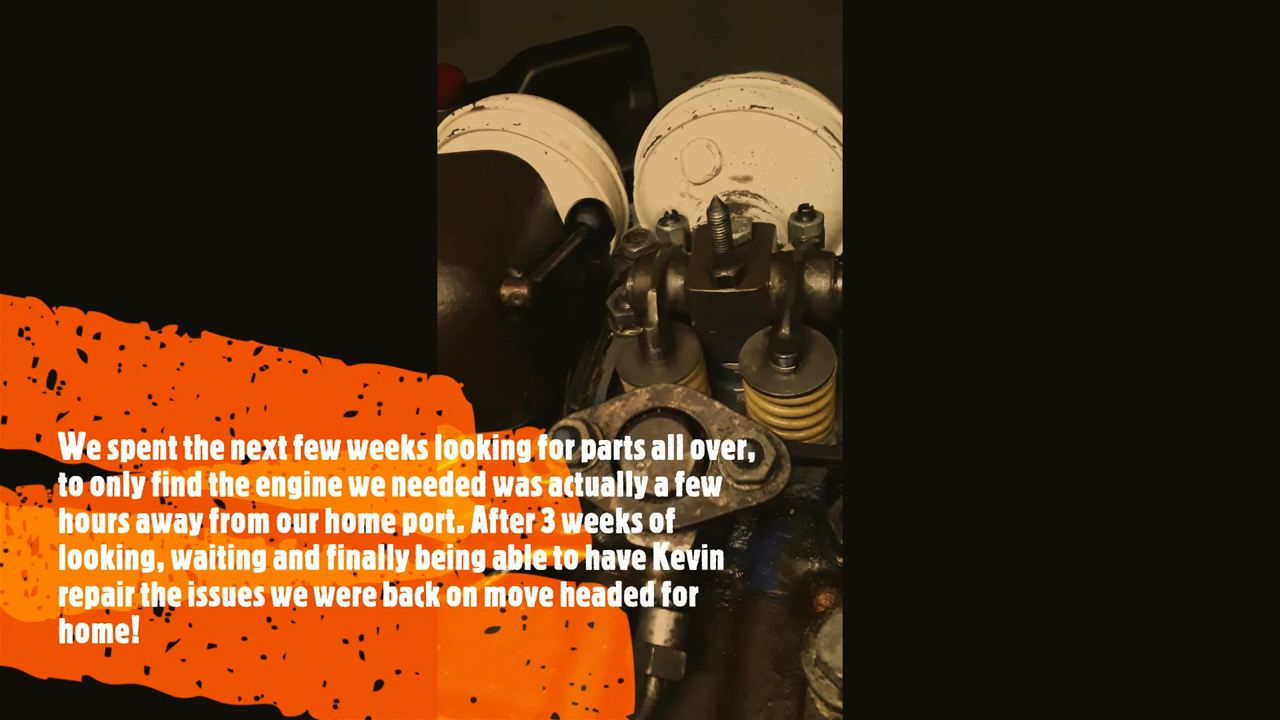 We spent the next few weeks looking for parts all over,
to only find the engine we needed was actually a few
hours away from our home port. After 3 weeks of
looking, waiting and finally being able to have Kevin
repair the issues we were back on move headed for
home!